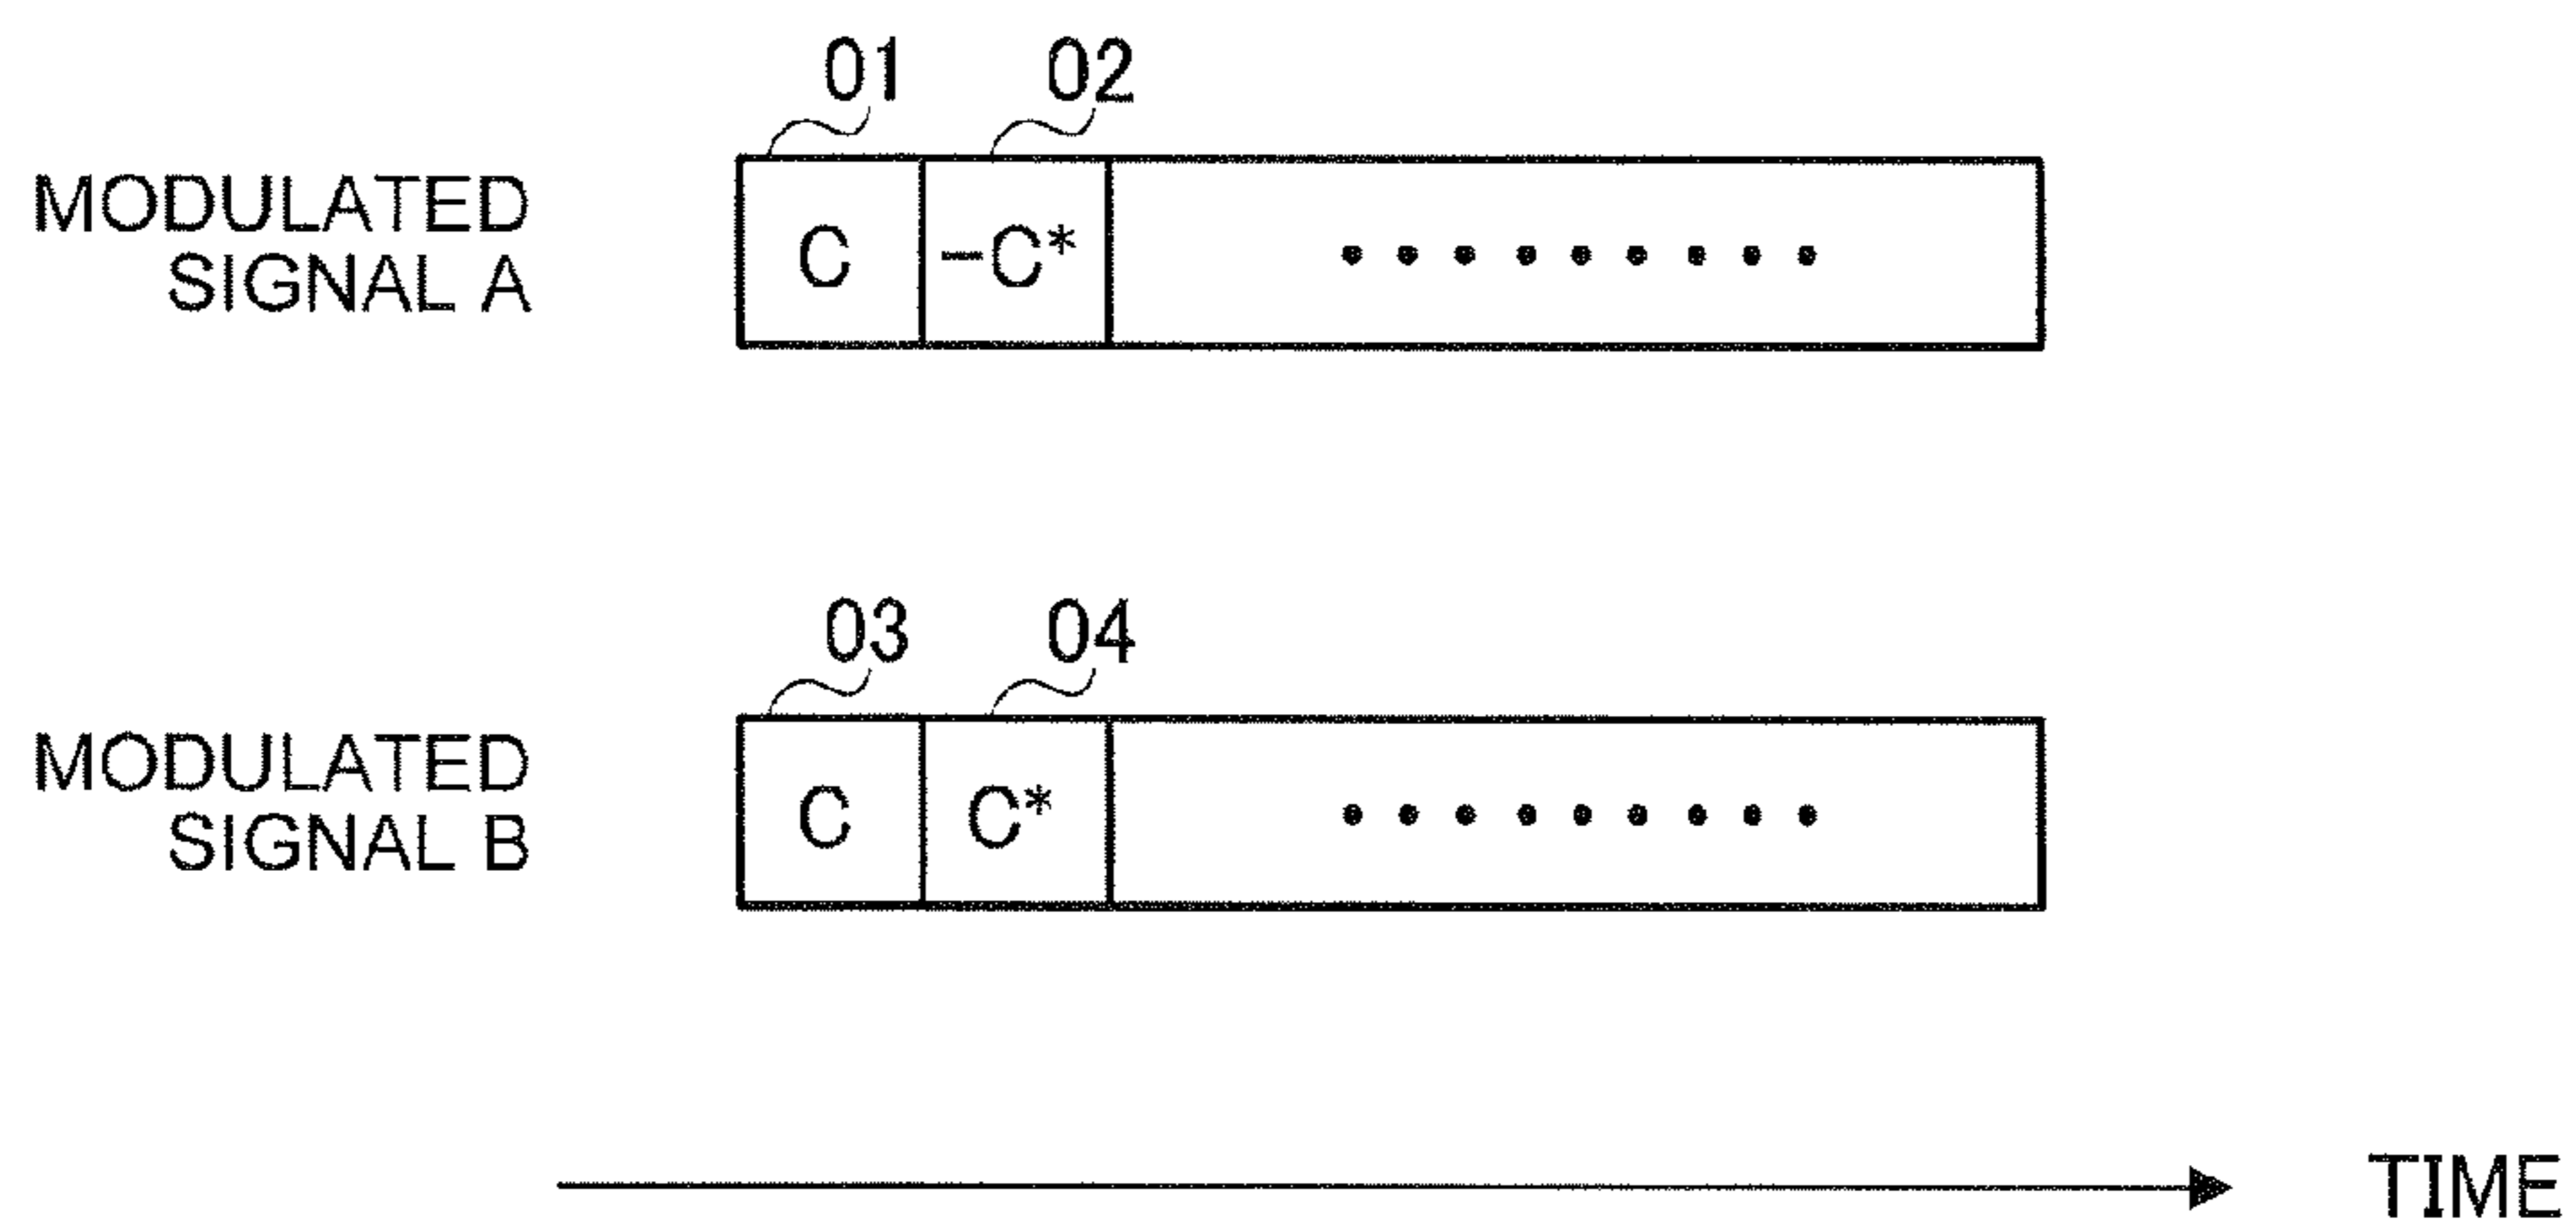 01 02
MODULATED
SIGNAL A
C -C* • • • • • • • • •
03 04
MODULATED
SIGNAL B
C C* • • • • • • • • •
TIME